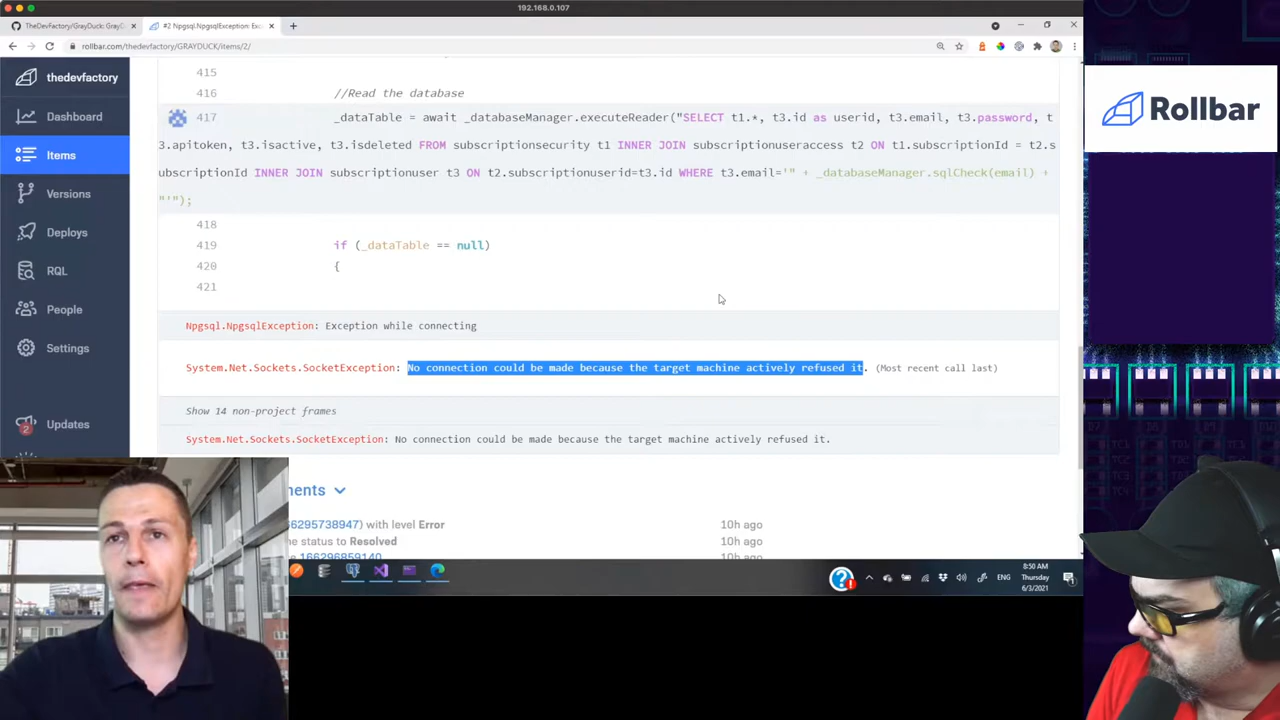 192.168.0.107
TheDevFactory/GrayDuck: GrayD
#2 Npgsql.NpgsqlException: Exc
rollbar.com/thedevfactory/GRAYDUCK/items/2/
thedevfactory
Dashboard
Items
Versions
Deploys
RQL
People
Settings
2
Updates
415
416 //Read the database
417 _dataTable = await _databaseManager.executeReader("SELECT t1.*, t3.id as userid, t3.email, t3.password, t
3.apitoken, t3.isactive, t3.isdeleted FROM subscriptionsecurity t1 INNER JOIN subscriptionuseraccess t2 ON t1.subscriptionId = t2.s
ubscriptionId INNER JOIN subscriptionuser t3 ON t2.subscriptionuserid=t3.id WHERE t3.email='" + _databaseManager.sqlCheck(email) +
"'");
418
419 if (_dataTable == null)
420 {
421
Npgsql.NpgsqlException: Exception while connecting
System.Net.Sockets.SocketException: No connection could be made because the target machine actively refused it. (Most recent call last)
Show 14 non-project frames
System.Net.Sockets.SocketException: No connection could be made because the target machine actively refused it.
ments
66295738947) with level Error 10h ago
e status to Resolved 10h ago
166296859140 10h ago
ENG
8:50 AM
Thursday
6/3/2021
Rollbar